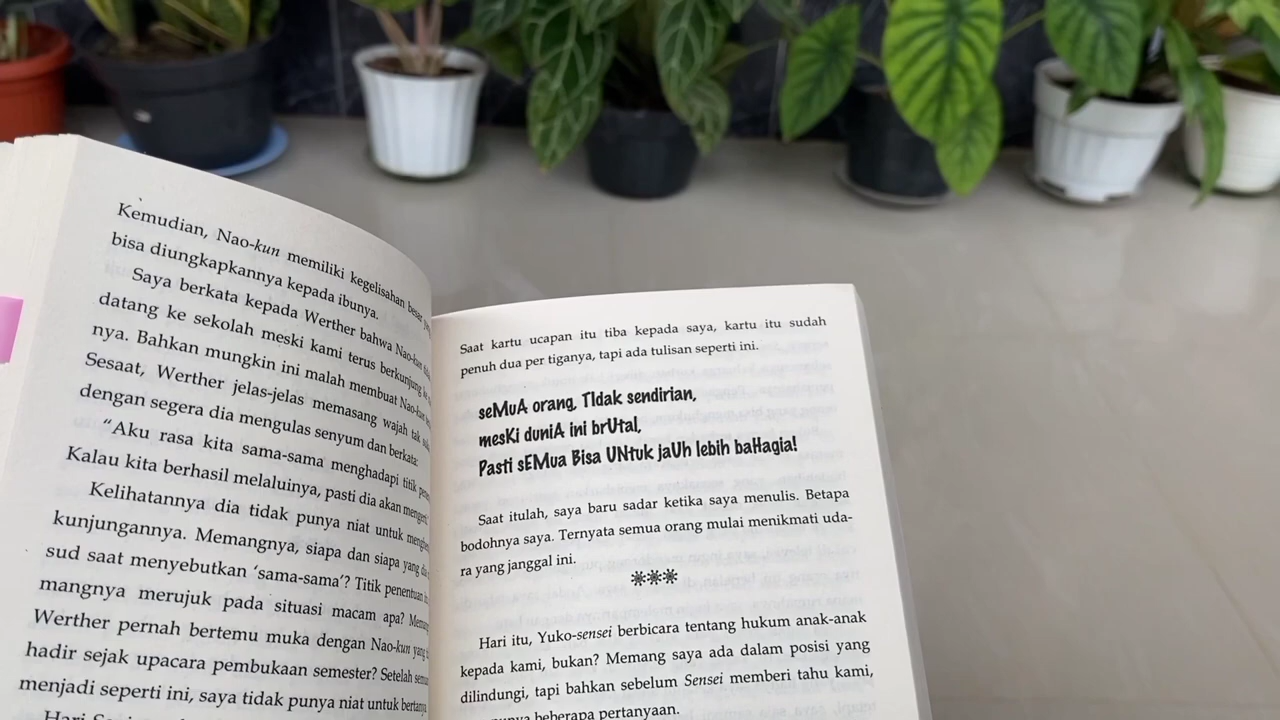 Kemudian, Nao-kun memiliki kegelisahan besar
bisa diungkapkannya kepada ibunya.
Saya berkata kepada Werther bahwa Nao-kun
datang ke sekolah meski kami terus berkunjung ke
nya. Bahkan mungkin ini malah membuat Nao-kun
Sesaat, Werther jelas-jelas memasang wajah tak
dengan segera dia mengulas senyum dan berkata:
“Aku rasa kita sama-sama menghadapi titik
Kalau kita berhasil melaluinya, pasti dia akan
Kelihatannya dia tidak punya niat untuk
kunjungannya. Memangnya, siapa dan siapa yang
sud saat menyebutkan ‘sama-sama’? Titik penentuan
mangnya merujuk pada situasi macam apa?
Werther pernah bertemu muka dengan Nao-kun
hadir sejak upacara pembukaan semester? Setelah
menjadi seperti ini, saya tidak punya niat untuk bertanya.
Hari
Saat kartu ucapan itu tiba kepada saya, kartu itu sudah
penuh dua per tiganya, tapi ada tulisan seperti ini.
seMuA orang TIdak sendirian,
mesKi duniA ini brUtal,
Pasti sEMua Bisa UNtuk jaUh lebih baHagia!
Saat itulah, saya baru sadar ketika saya menulis. Betapa
bodohnya saya. Ternyata semua orang mulai menikmati uda-
ra yang janggal ini.
Hari itu, Yuko-sensei berbicara tentang hukum anak-anak
kepada kami, bukan? Memang saya ada dalam posisi yang
dilindungi, tapi bahkan sebelum Sensei memberi tahu kami,
beberapa pertanyaan.